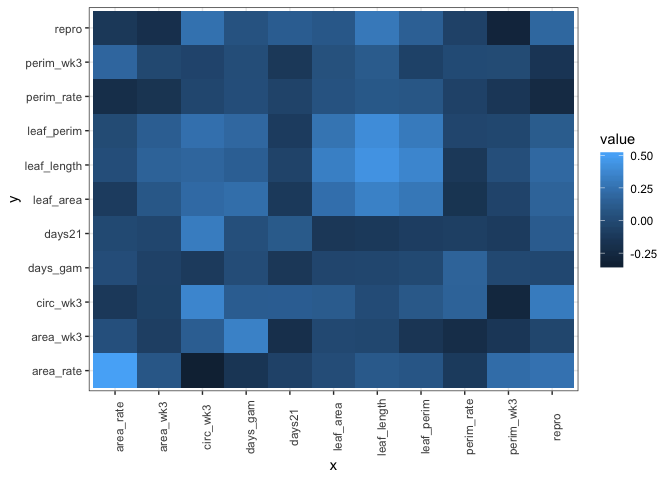 repro
perim_wk3
perim_rate
leaf_perim
leaf_length
leaf_area
days21
days_gam
circ_wk3
area_wk3
area_rate
y
area_rate
area_wk3
circ_wk3
days_gam
days21
leaf_area
leaf_length
leaf_perim
perim_rate
perim_wk3
repro
x
value
0.50
0.25
0.00
-0.25